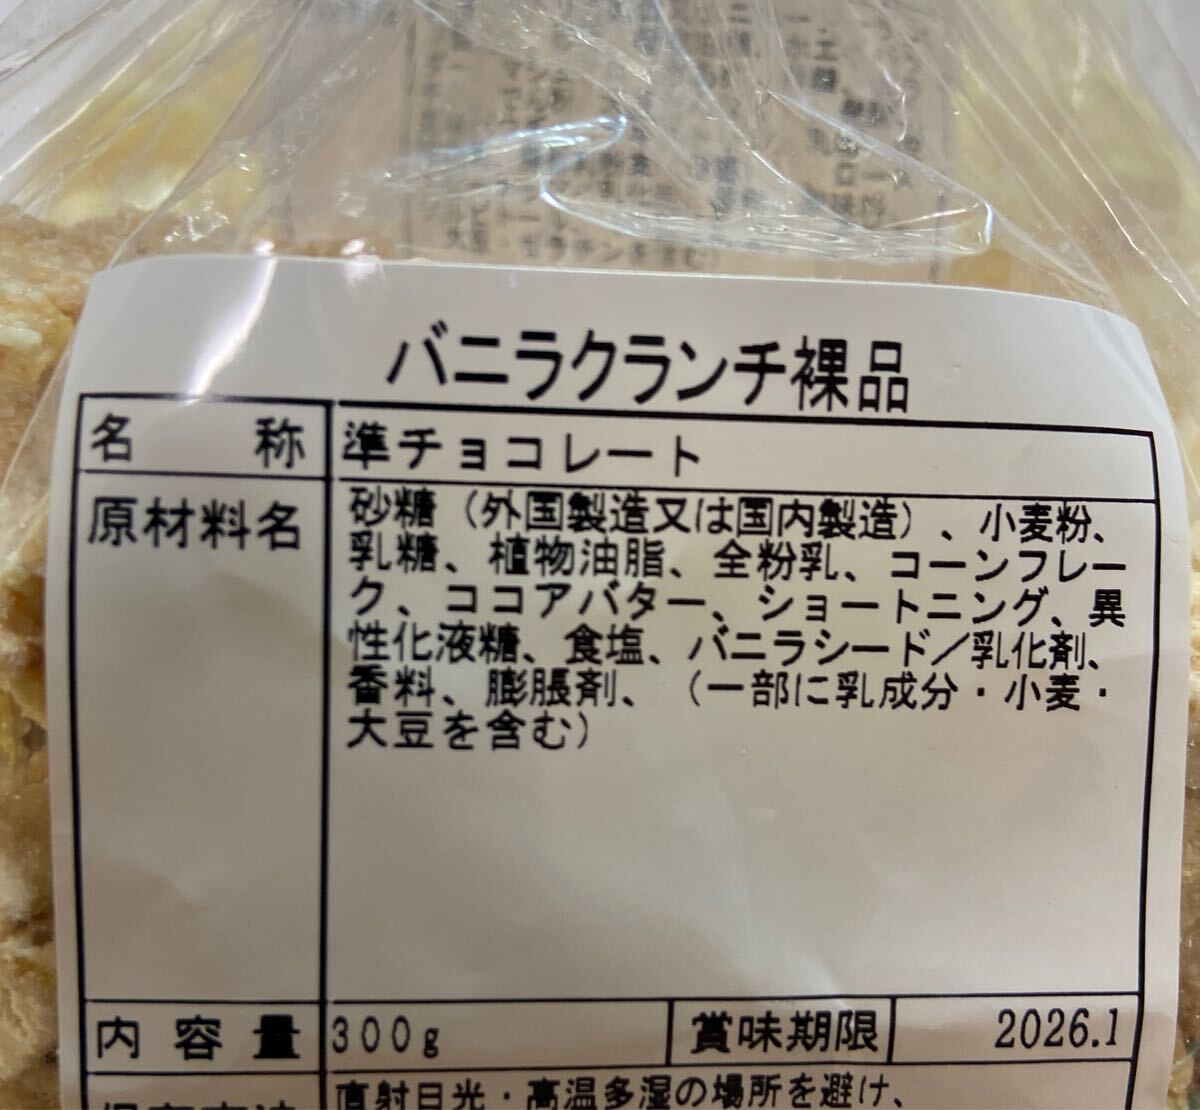 バニラクランチ裸品
名称 準チョコレート
原材料名 砂糖（外国製造又は国内製造）、小麦粉、
乳糖、植物油脂、全粉乳、コーンフレー
ク、ココアバター、ショートニング、異
性化液糖、食塩、バニラシード／乳化剤、
香料、膨脹剤、（一部に乳成分・小麦・
大豆を含む）
内容量 300g 賞味期限 2026.1
直射日光・高温多湿の場所を避け、